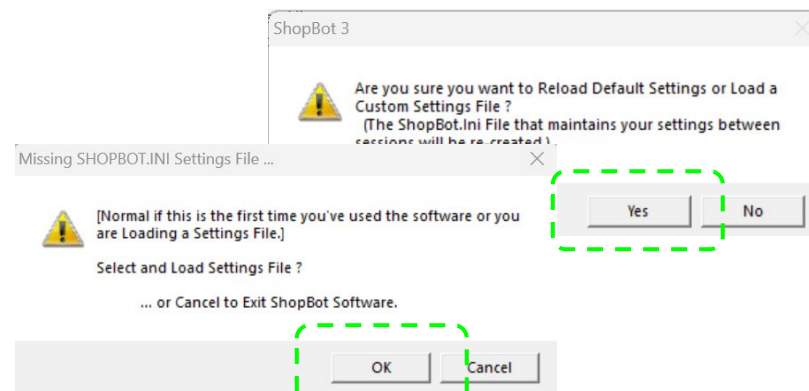 ShopBot 3
Are you sure you want to Reload Default Settings or Load a
Custom Settings File ?
(The ShopBot.Ini File that maintains your settings between
sessions will be re-created.)
Yes
No
Missing SHOPBOT.INI Settings File ...
[Normal if this is the first time you've used the software or you
are Loading a Settings File.]
Select and Load Settings File ?
... or Cancel to Exit ShopBot Software.
OK
Cancel